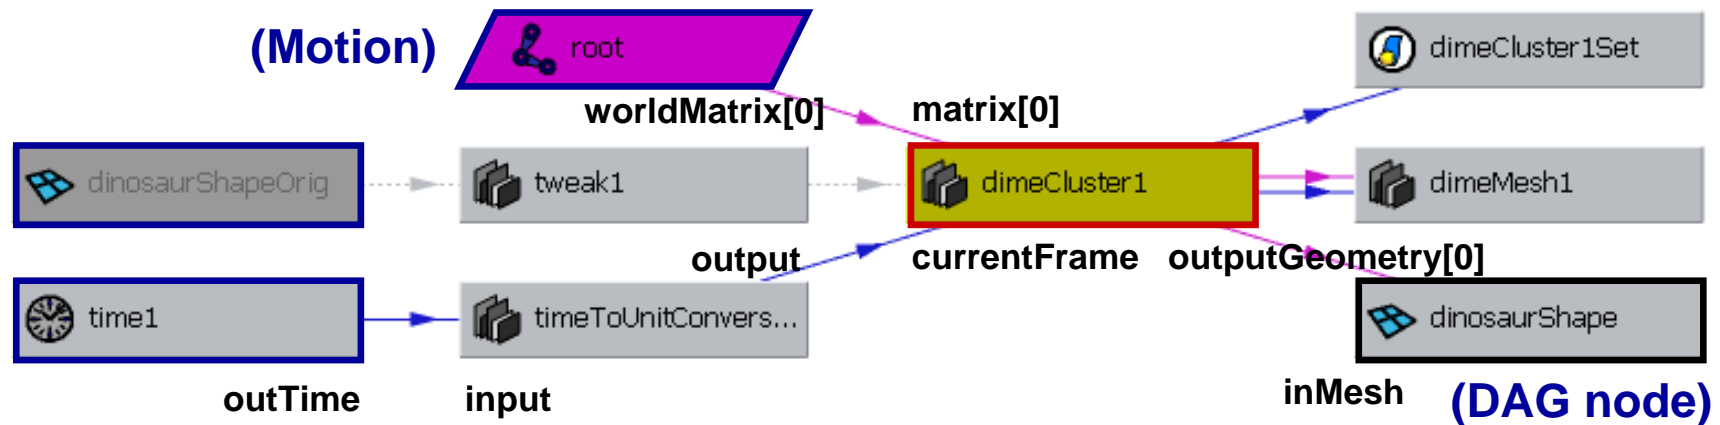 (Motion)
root
dimeCluster1Set
worldMatrix[0]
matrix[0]
dinosaurShapeOrig
tweak1
dimeCluster1
dimeMesh1
output
currentFrame
outputGeometry[0]
time1
timeToUnitConvers...
dinosaurShape
outTime
input
inMesh
(DAG node)